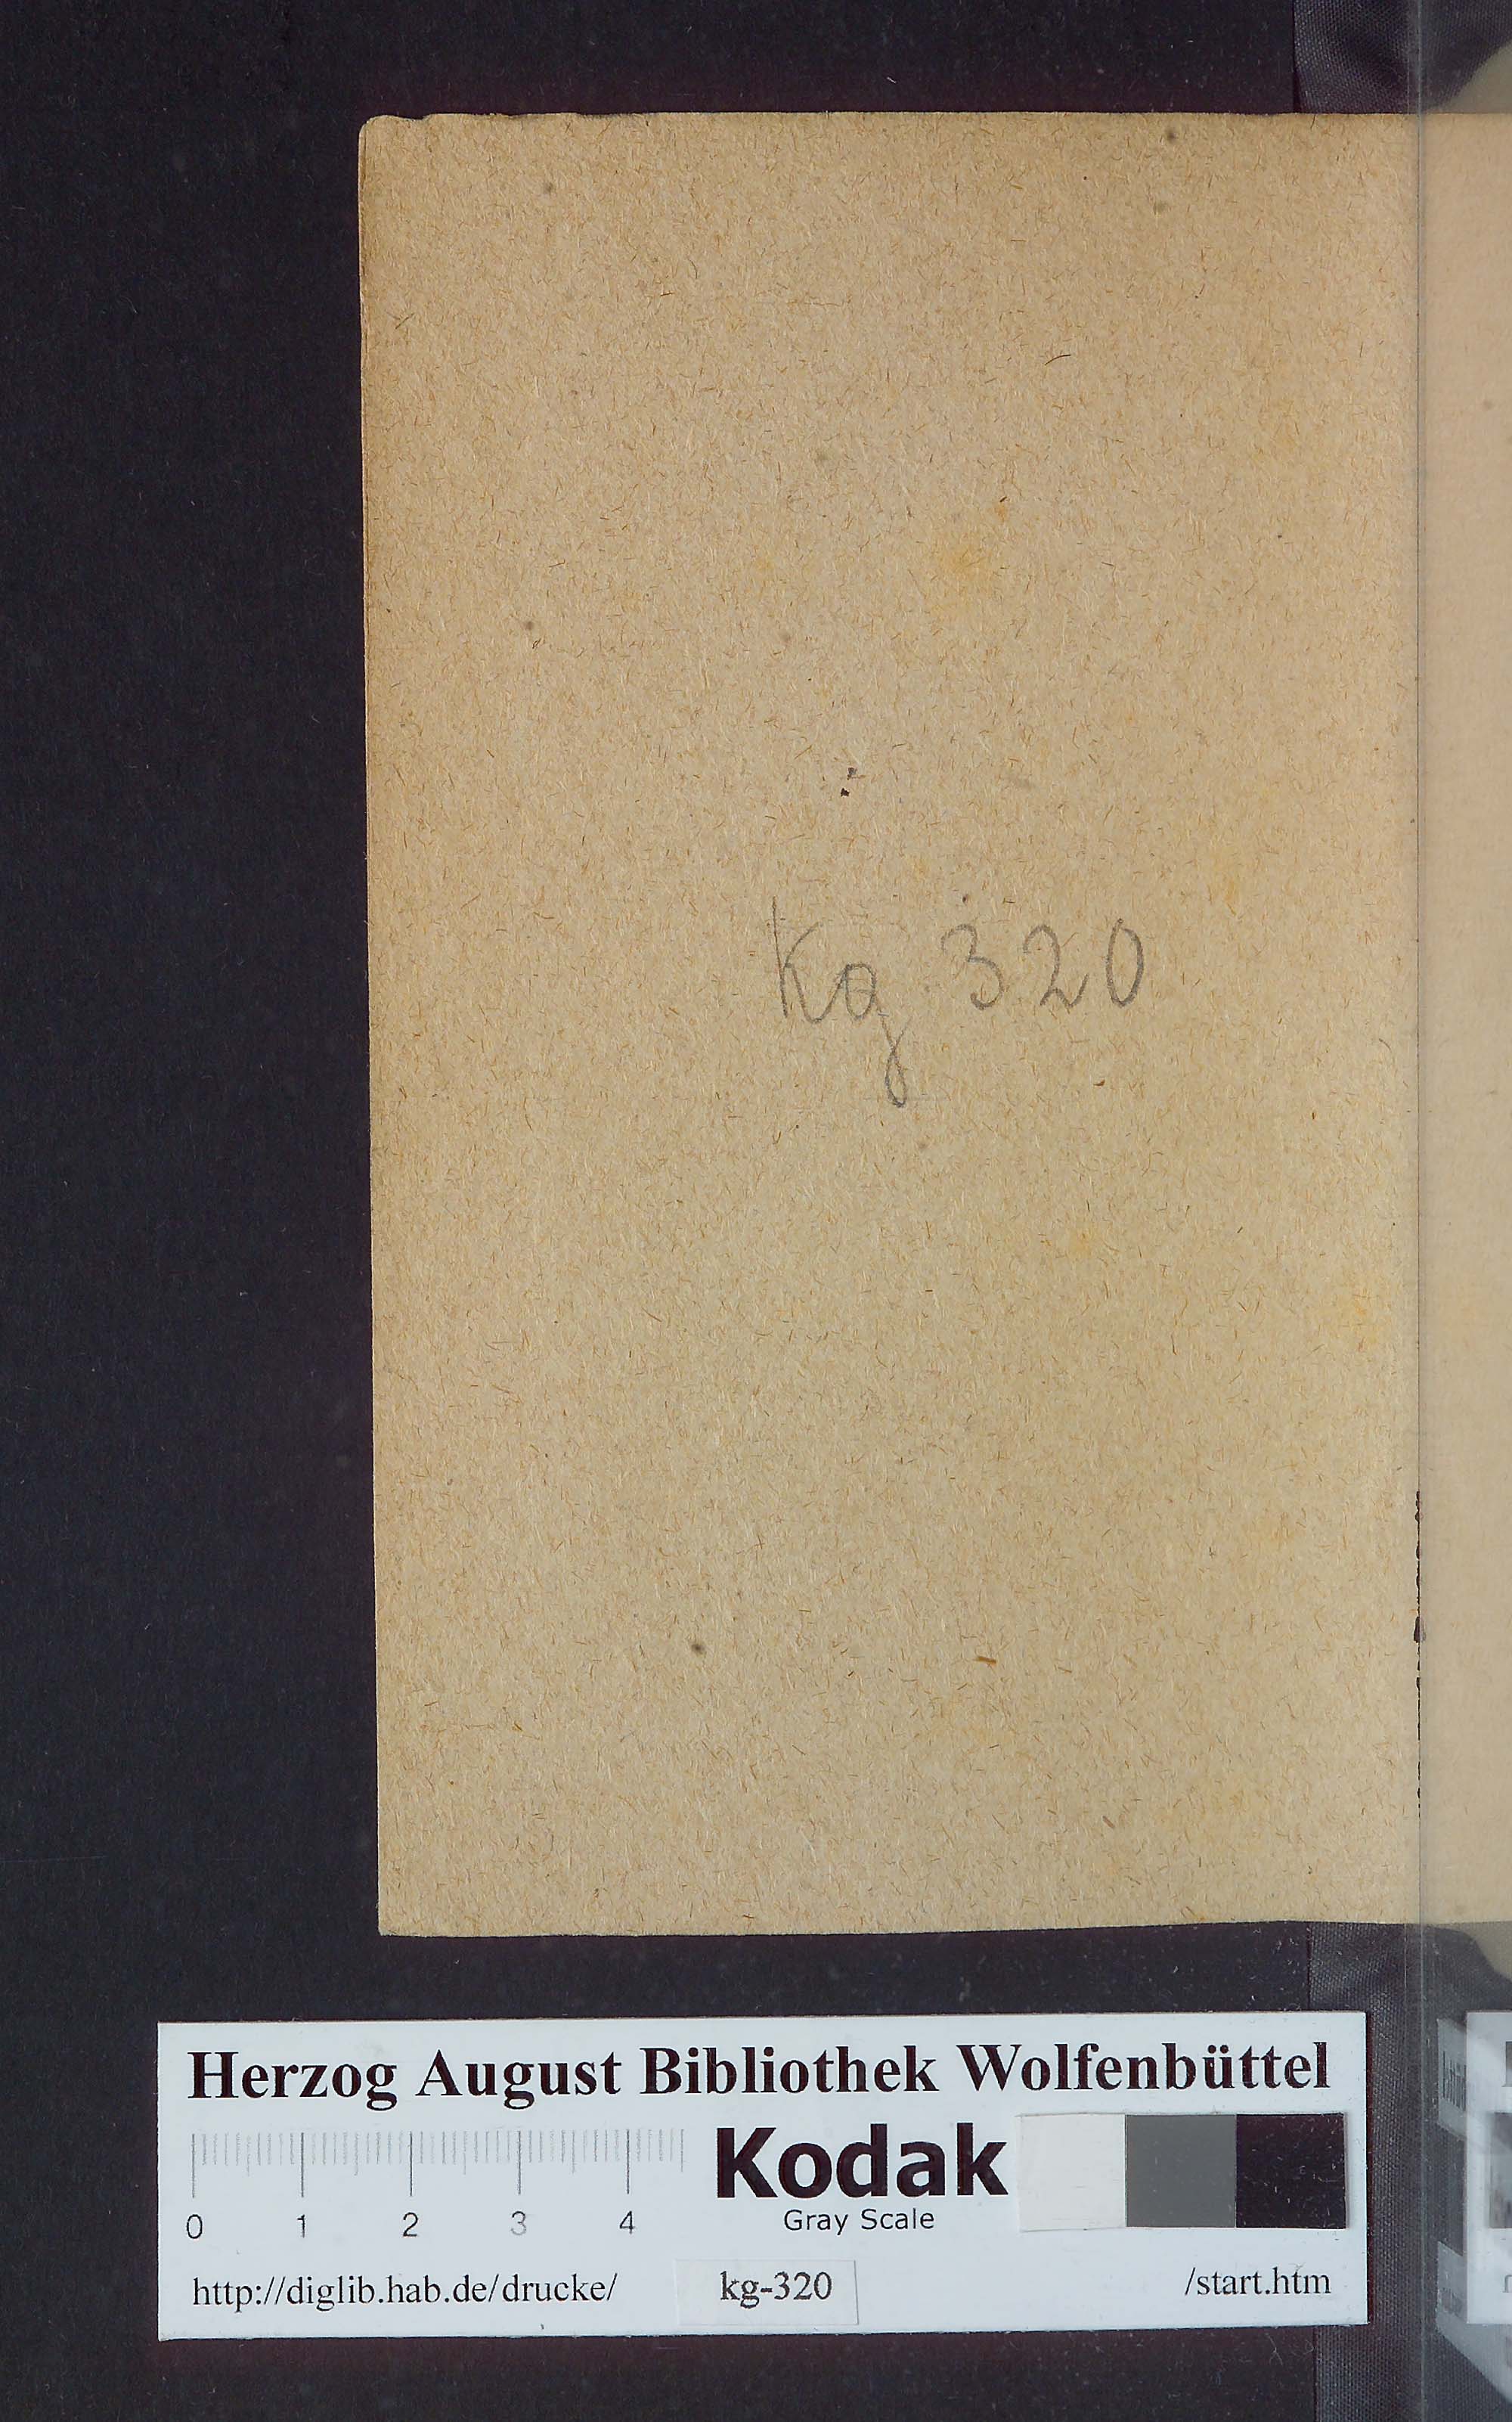 Kg 320
Herzog August Bibliothek Wolfenbüttel
Kodak
Gray Scale
0 1 2 3 4
http://diglib.hab.de/drucke/ kg-320 /start.htm